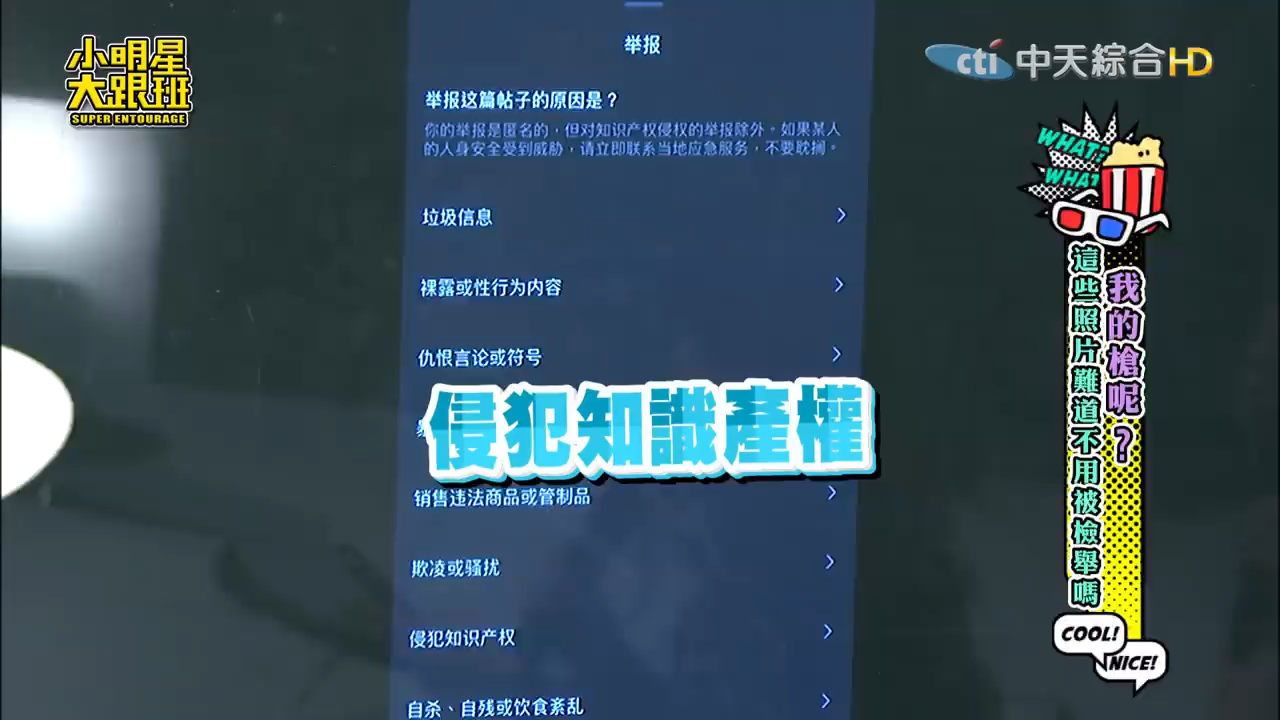 小明星
大跟班
SUPER ENTOURAGE
cti 中天綜合HD
举报
举报这篇帖子的原因是？
你的举报是匿名的，但对知识产权侵权的举报除外。如果某人
的人身安全受到威胁，请立即联系当地应急服务，不要耽搁。
垃圾信息
裸露或性行为内容
仇恨言论或符号
侵犯知識產權
销售违法商品或管制品
欺凌或骚扰
侵犯知识产权
自杀、自残或饮食紊乱
WHAT?
WHAT
我的槍呢？
這些照片難道不用被檢舉嗎
COOL!
NICE!